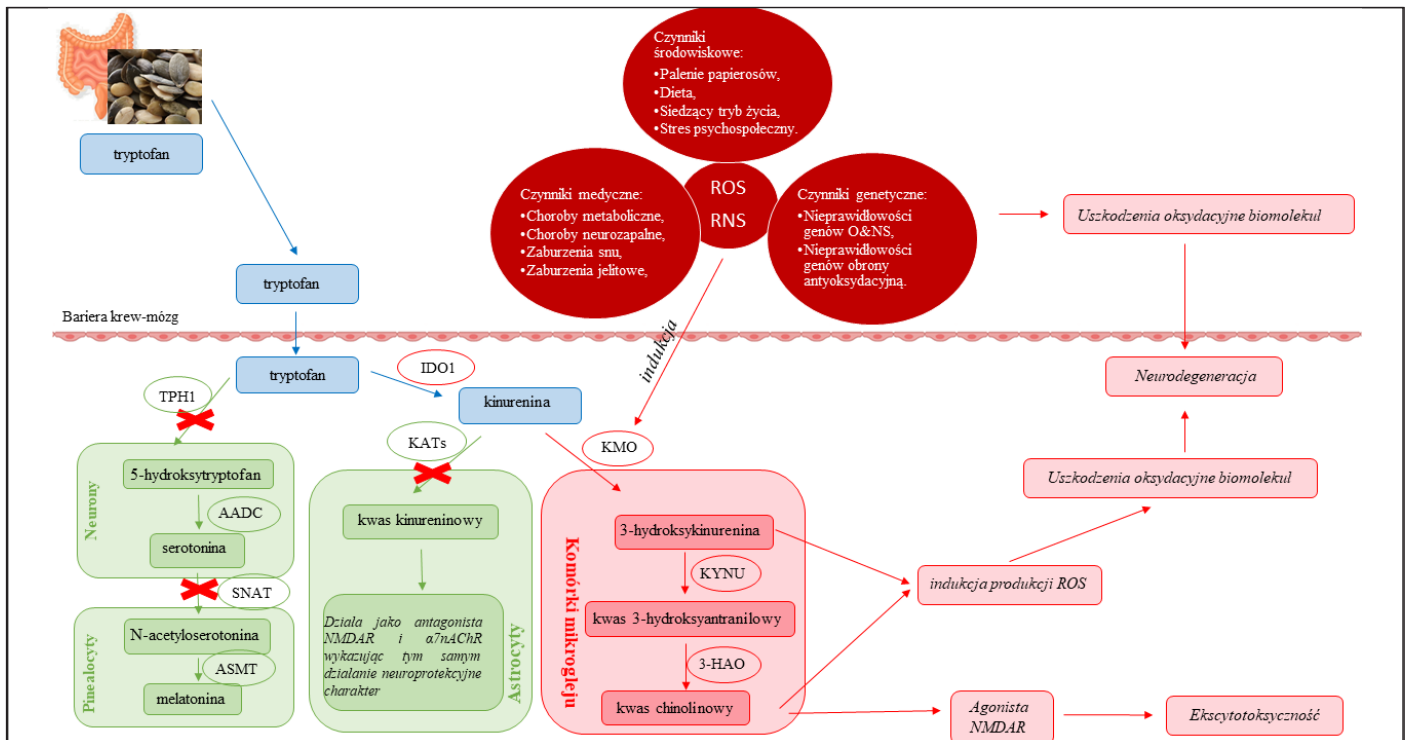 tryptofan
tryptofan
Bariera krew-mózg
tryptofan
Czynniki
środowiskowe:
•Palenie papierosów,
•Dieta,
•Siedzący tryb życia,
•Stres psychospołeczny.
Czynniki medyczne:
•Choroby metaboliczne,
•Choroby neurozapalne,
•Zaburzenia snu,
•Zaburzenia jelitowe,
ROS
RNS
Czynniki genetyczne:
•Nieprawidłowości
genów O&NS,
•Nieprawidłowości
genów obrony
antyoksydacyjną.
Uszkodzenia oksydacyjne biomolekuł
indukcja
Neurodegeneracja
IDO1
TPH1
kinurenina
KATs
KMO
Neurony
5-hydroksytryptofan
AADC
serotonina
SNAT
Pinealocyty
N-acetyloserotonina
ASMT
melatonina
Astrocyty
kwas kinureninowy
Działa jako antagonista
NMDAR i α7nAChR
wykazując tym samym
działanie neuroprotekcyjne
charakter
Komórki mikrogleju
3-hydroksykinurenina
KYNU
kwas 3-hydroksyantranilowy
3-HAO
kwas chinolinowy
Uszkodzenia oksydacyjne biomolekuł
indukcja produkcji ROS
Agonista
NMDAR
Ekscytotoksyczność